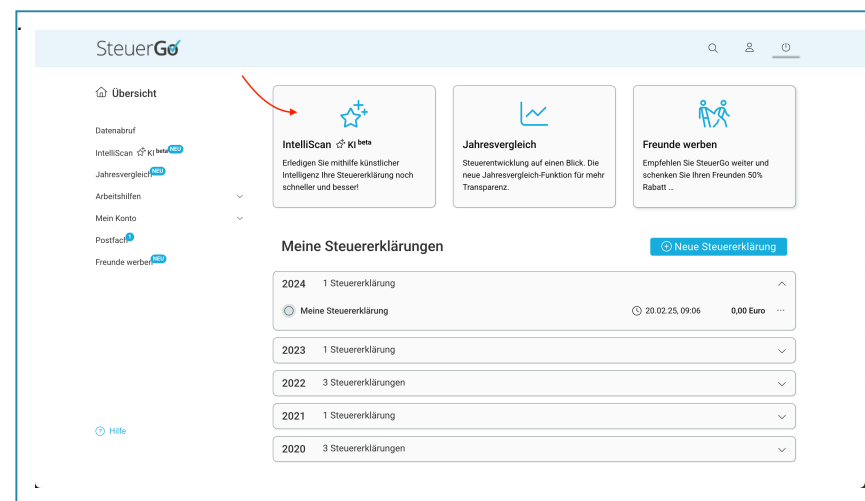 SteuerGo
Übersicht
Datenabruf
IntelliScan KI beta NEU
Jahresvergleich NEU
Arbeitshilfen
Mein Konto
Postfach 1
Freunde werben NEU
Hilfe
IntelliScan KI beta
Erledigen Sie mithilfe künstlicher
Intelligenz Ihre Steuererklärung noch
schneller und besser!
Jahresvergleich
Steuerentwicklung auf einen Blick. Die
neue Jahresvergleich-Funktion für mehr
Transparenz.
Freunde werben
Empfehlen Sie SteuerGo weiter und
schenken Sie Ihren Freunden 50%
Rabatt ...
Meine Steuererklärungen
Neue Steuererklärung
2024 1 Steuererklärung
Meine Steuererklärung 20.02.25, 09:06 0,00 Euro ...
2023 1 Steuererklärung
2022 3 Steuererklärungen
2021 1 Steuererklärung
2020 3 Steuererklärungen